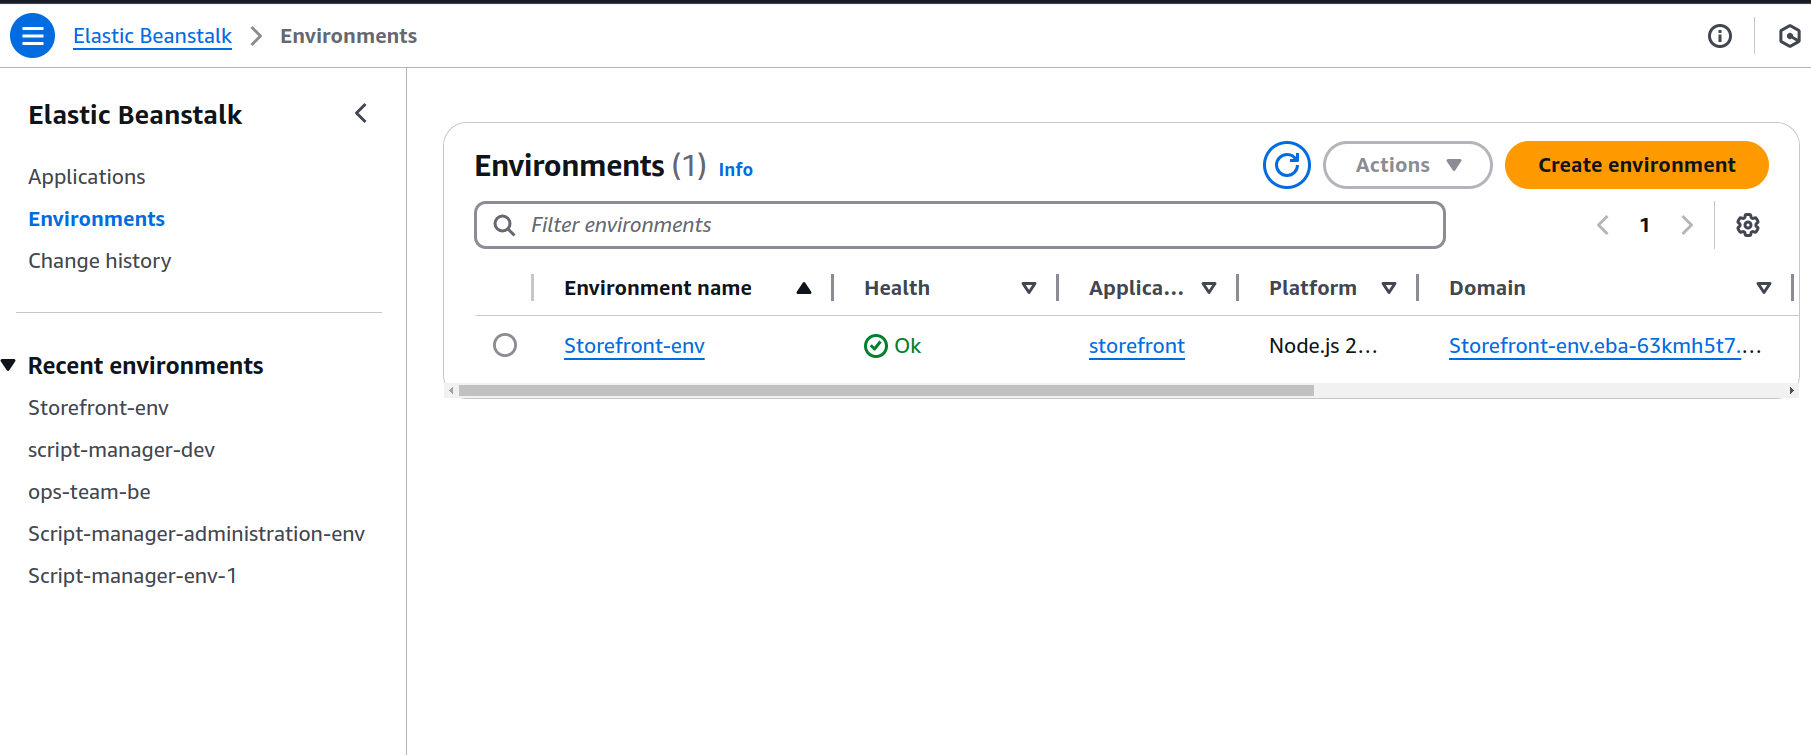 Elastic Beanstalk > Environments
Elastic Beanstalk
Applications
Environments
Change history
Recent environments
Storefront-env
script-manager-dev
ops-team-be
Script-manager-administration-env
Script-manager-env-1
Environments (1) Info
Actions
Create environment
Filter environments
1
Environment name Health Applica... Platform Domain
Storefront-env Ok storefront Node.js 2... Storefront-env.eba-63kmh5t7....